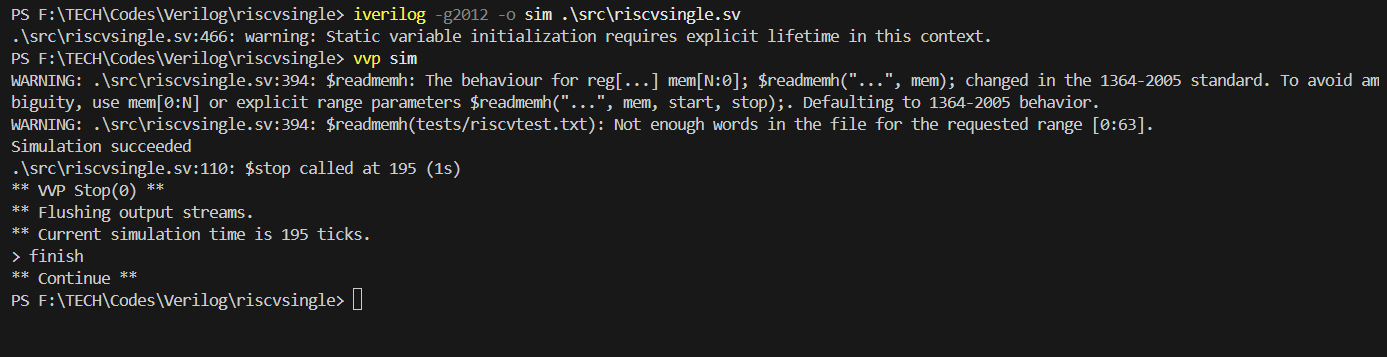 PS F:\TECH\Codes\Verilog\riscvsingle> iverilog -g2012 -o sim .\src\riscvsingle.sv
.\src\riscvsingle.sv:466: warning: Static variable initialization requires explicit lifetime in this context.
PS F:\TECH\Codes\Verilog\riscvsingle> vvp sim
WARNING: .\src\riscvsingle.sv:394: $readmemh: The behaviour for reg[...] mem[N:0]; $readmemh("...", mem); changed in the 1364-2005 standard. To avoid am
biguity, use mem[0:N] or explicit range parameters $readmemh("...", mem, start, stop);. Defaulting to 1364-2005 behavior.
WARNING: .\src\riscvsingle.sv:394: $readmemh(tests/riscvtest.txt): Not enough words in the file for the requested range [0:63].
Simulation succeeded
.\src\riscvsingle.sv:110: $stop called at 195 (1s)
** VVP Stop(0) **
** Flushing output streams.
** Current simulation time is 195 ticks.
> finish
** Continue **
PS F:\TECH\Codes\Verilog\riscvsingle>